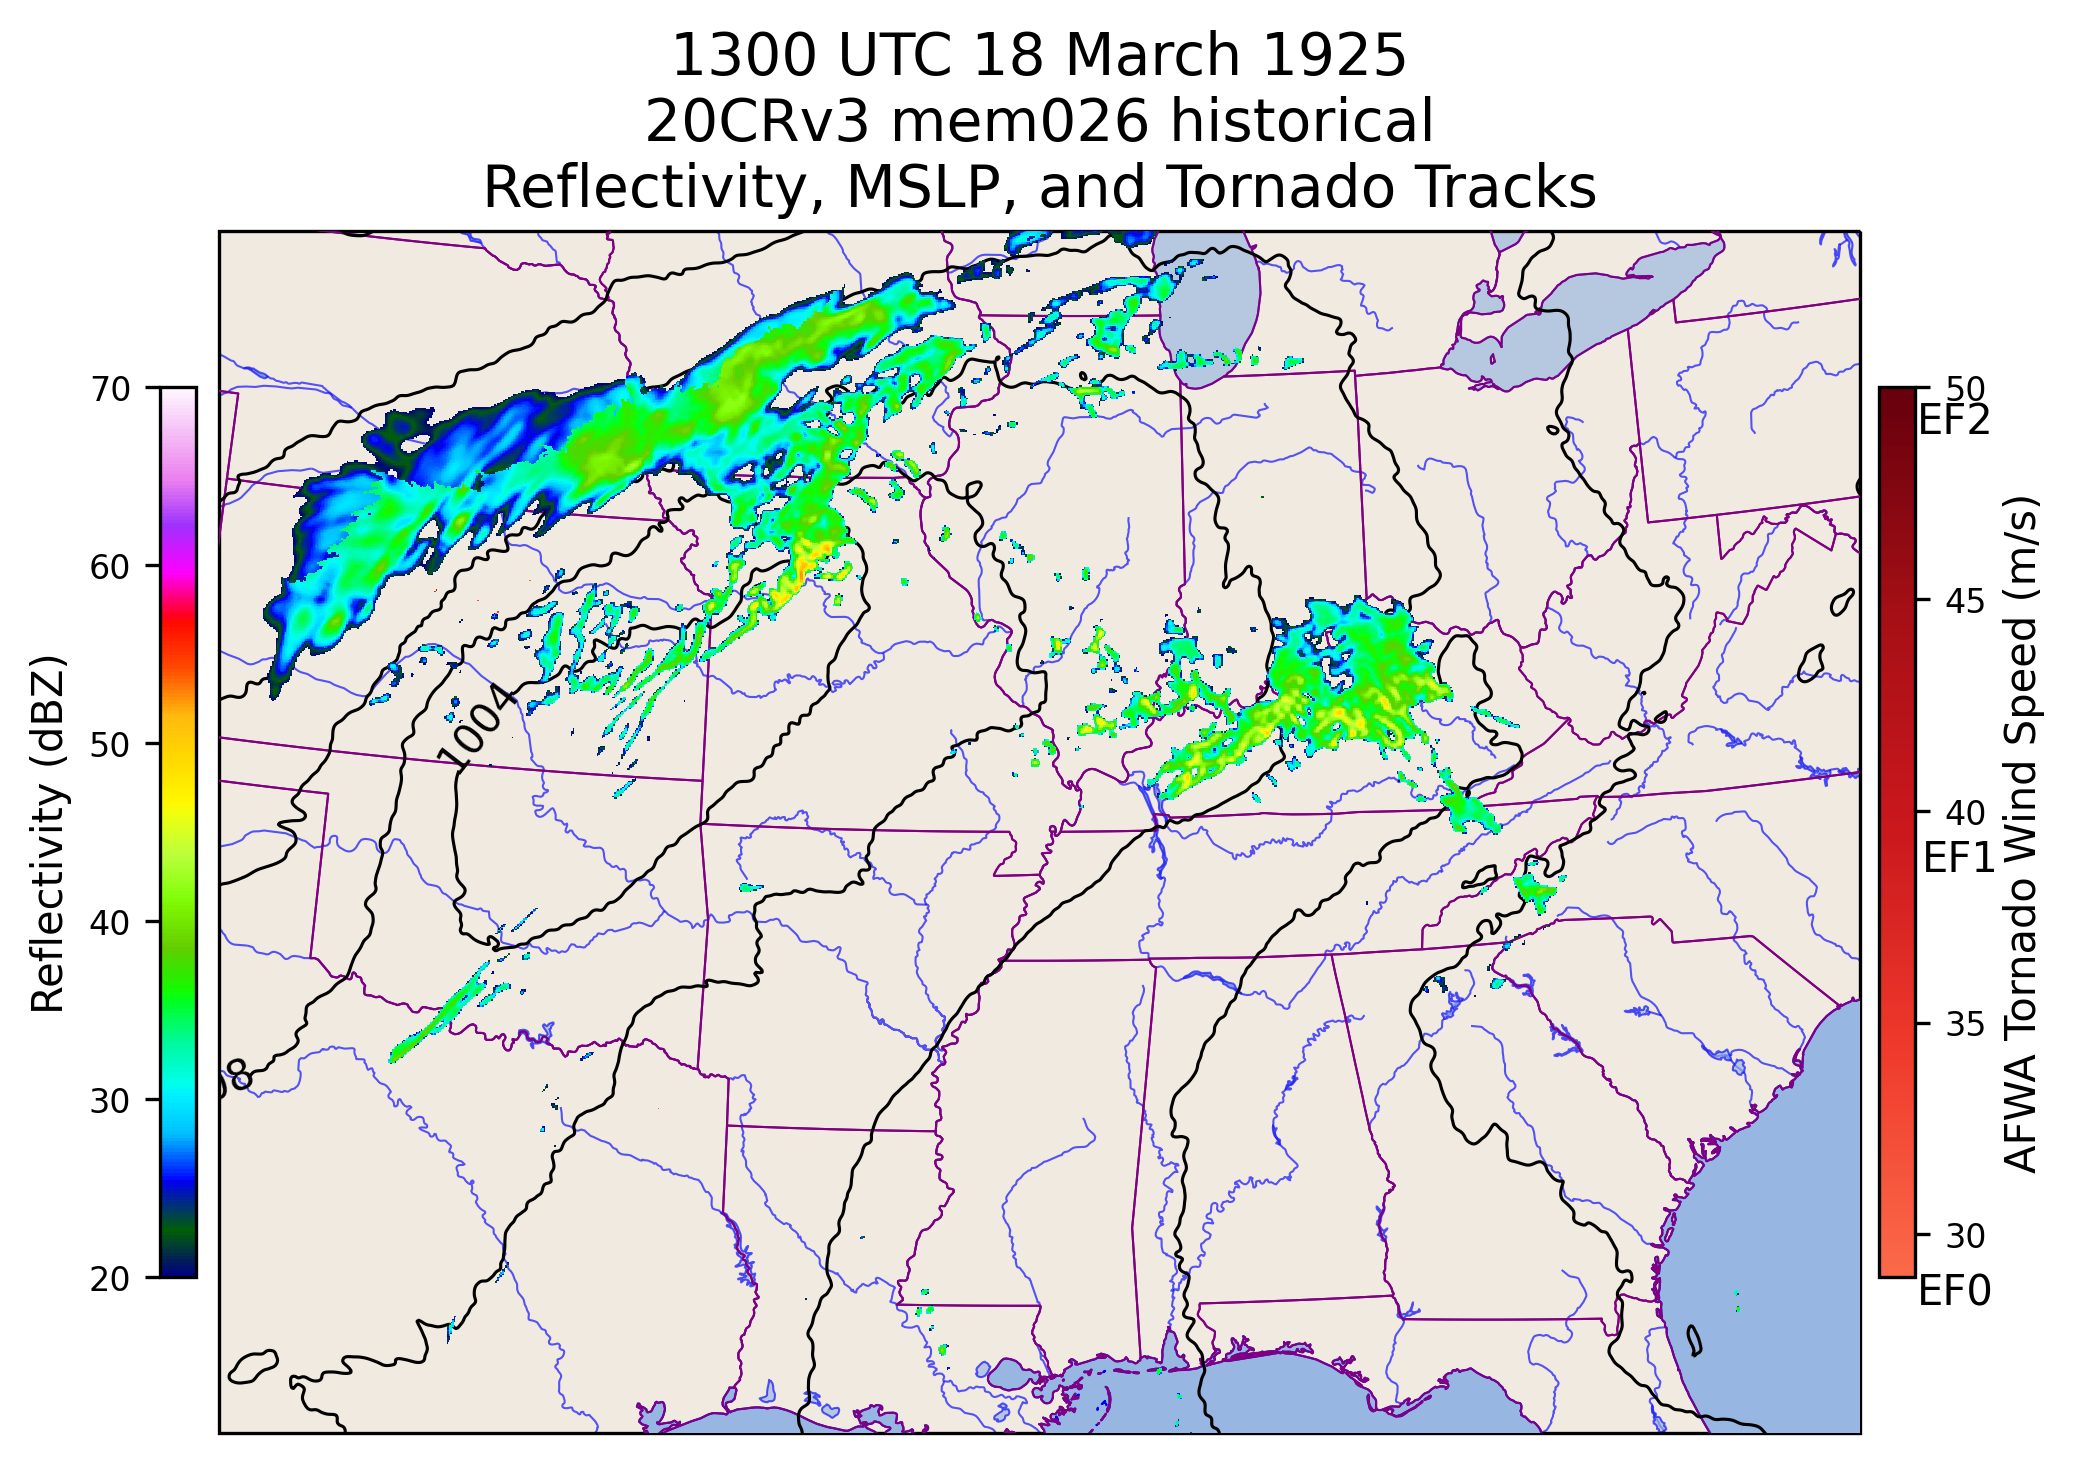 1300 UTC 18 March 1925
20CRv3 mem026 historical
Reflectivity, MSLP, and Tornado Tracks
70
60
50
40
30
20
Reflectivity (dBZ)
1004
8
50
EF2
45
40
EF1
35
30
EF0
AFWA Tornado Wind Speed (m/s)